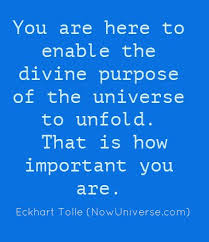 You are here to
enable the
divine purpose
of the universe
to unfold.
That is how
important you
are.
Eckhart Tolle (NowUniverse.com)